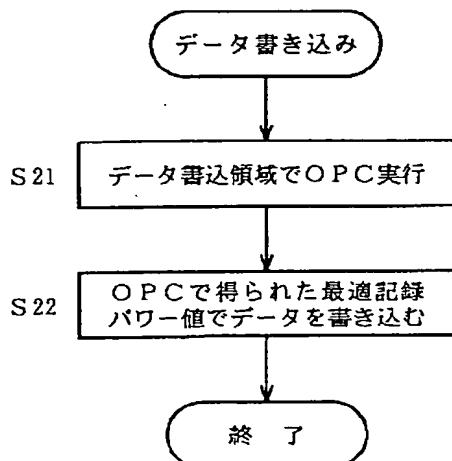 データ書き込み
S21
データ書込領域でOPC実行
S22
OPCで得られた最適記録
パワー値でデータを書き込む
終 了